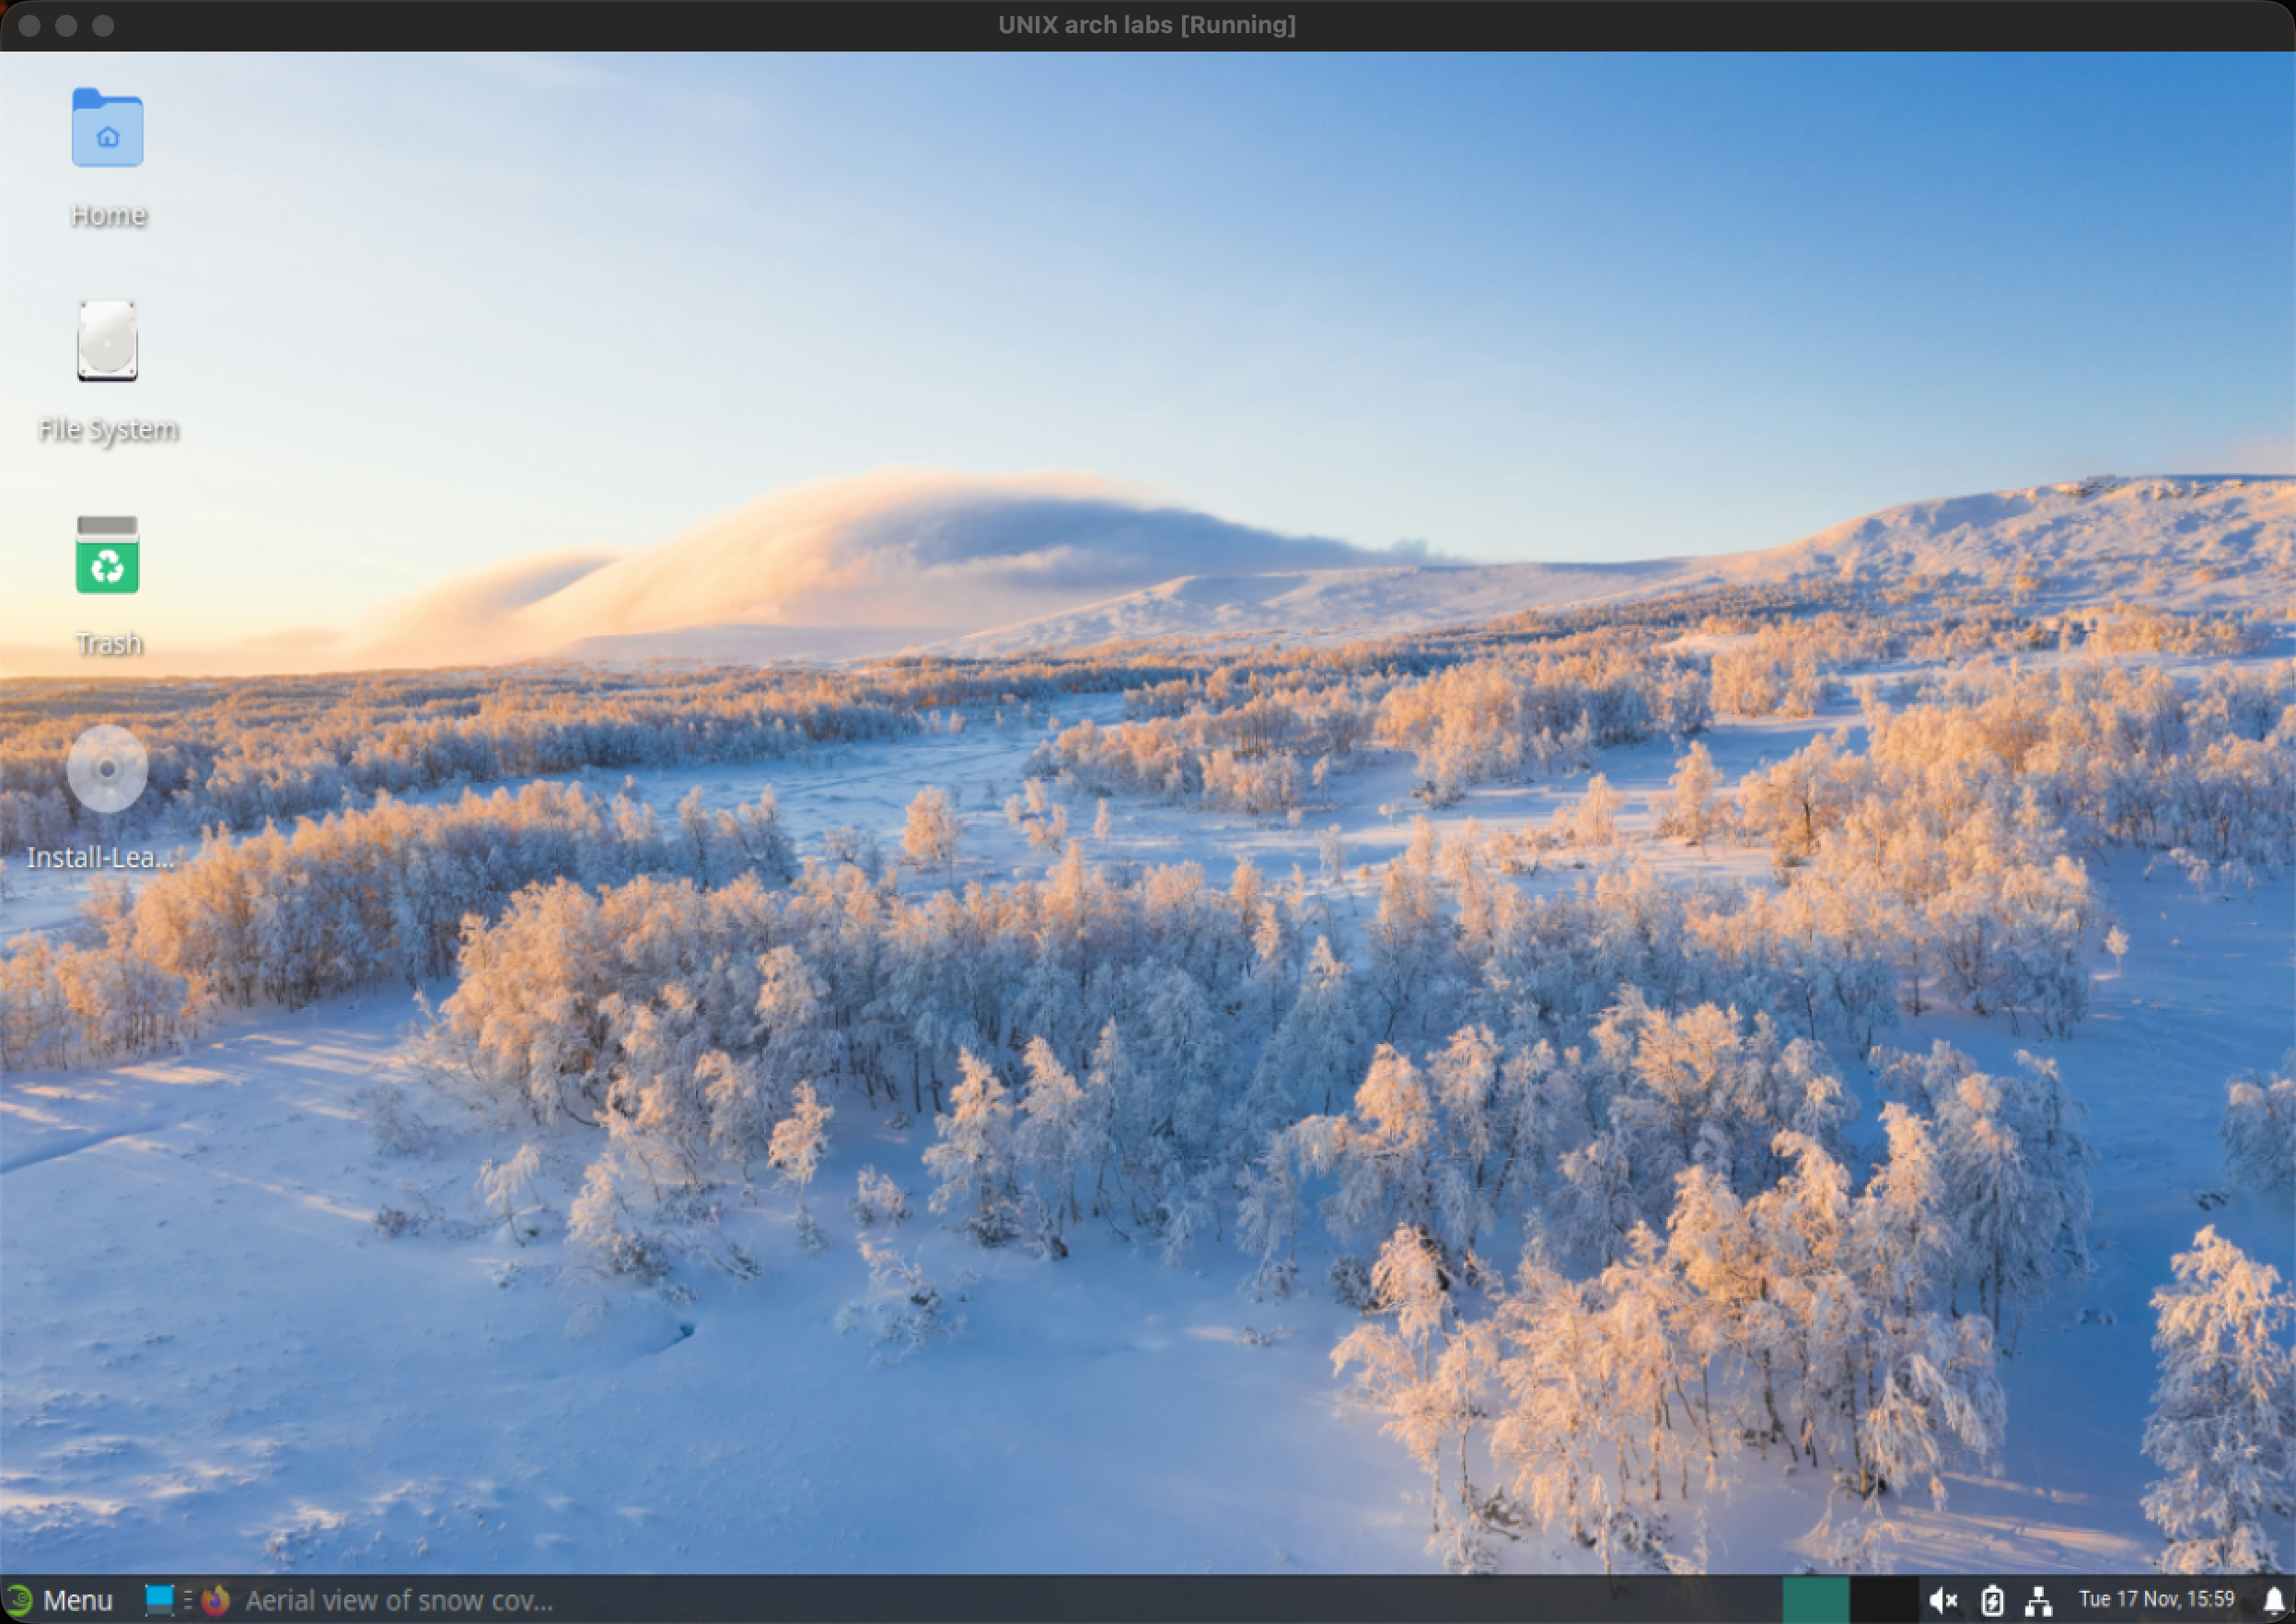 UNIX arch labs [Running]
Home
File System
Trash
Install-Lea...
Menu
Aerial view of snow cov...
Tue 17 Nov, 15:59